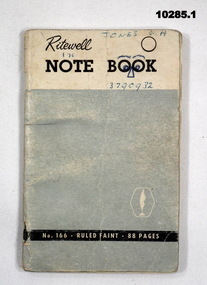 10285.1
JONES
Ritewell
NOTE BOOK
3790932
No. 166 - RULED FAINT - 88 PAGES